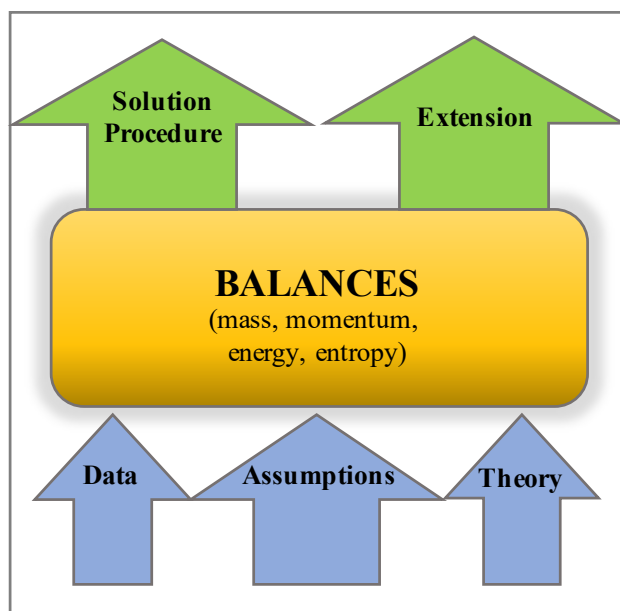 Solution
Procedure
Extension
BALANCES
(mass, momentum,
energy, entropy)
Data
Assumptions
Theory